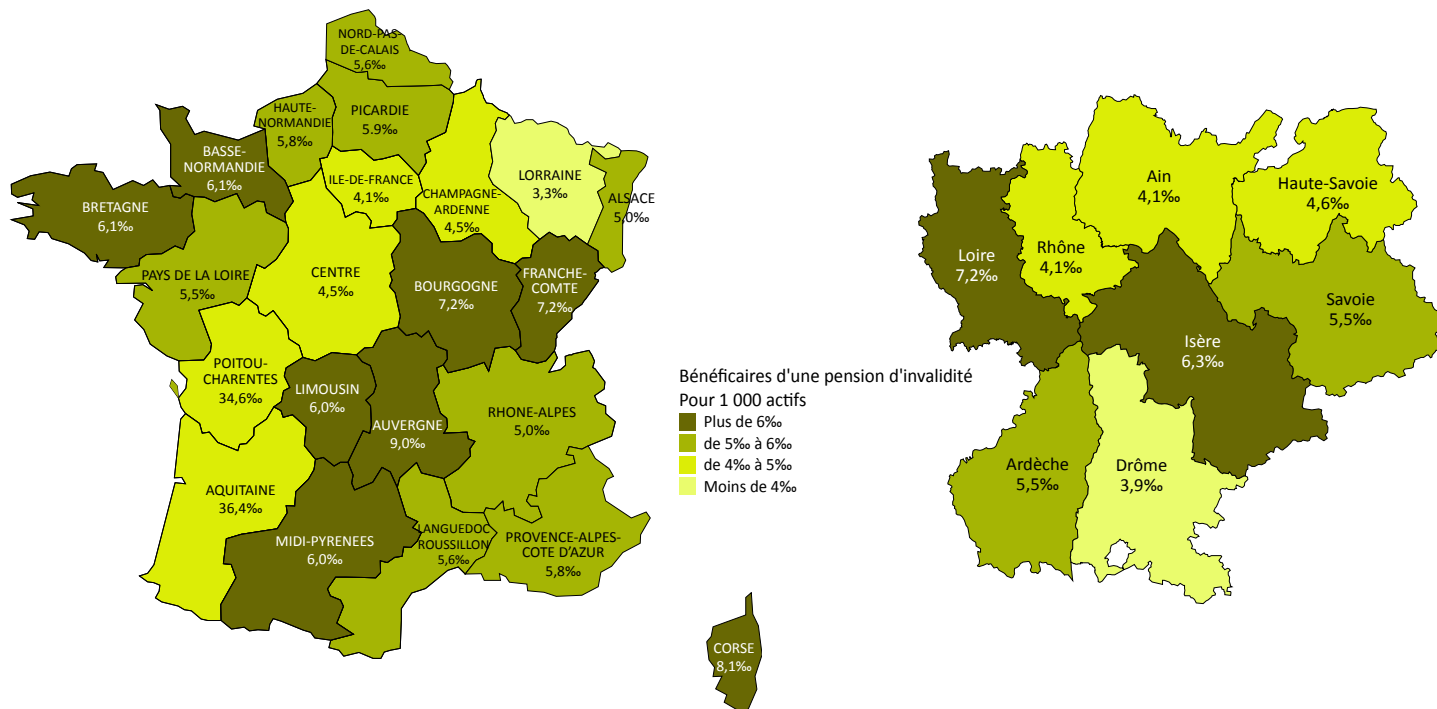 NORD-PAS-
DE-CALAIS
5,6‰
HAUTE-
NORMANDIE
5,8‰
PICARDIE
5.9‰
BASSE-
NORMANDIE
6,1‰
ILE-DE-FRANCE
4,1‰
CHAMPAGNE-
ARDENNE
4,5‰
LORRAINE
3,3‰
ALSACE
5.0‰
BRETAGNE
6,1‰
PAYS DE LA LOIRE
5,5‰
CENTRE
4,5‰
BOURGOGNE
7,2‰
FRANCHE-
COMTE
7,2‰
POITOU-
CHARENTES
34,6‰
LIMOUSIN
6,0‰
AUVERGNE
9,0‰
RHONE-ALPES
5,0‰
AQUITAINE
36,4‰
MIDI-PYRENEES
6,0‰
LANGUEDOC
ROUSSILLON
5,6‰
PROVENCE-ALPES-
COTE D'AZUR
5,8‰
CORSE
8,1‰
Bénéficaires d'une pension d'invalidité
Pour 1 000 actifs
Plus de 6‰
de 5‰ à 6‰
de 4‰ à 5‰
Moins de 4‰
Ain
4,1‰
Haute-Savoie
4,6‰
Loire
7,2‰
Rhône
4,1‰
Savoie
5,5‰
Isère
6,3‰
Ardèche
5,5‰
Drôme
3,9‰